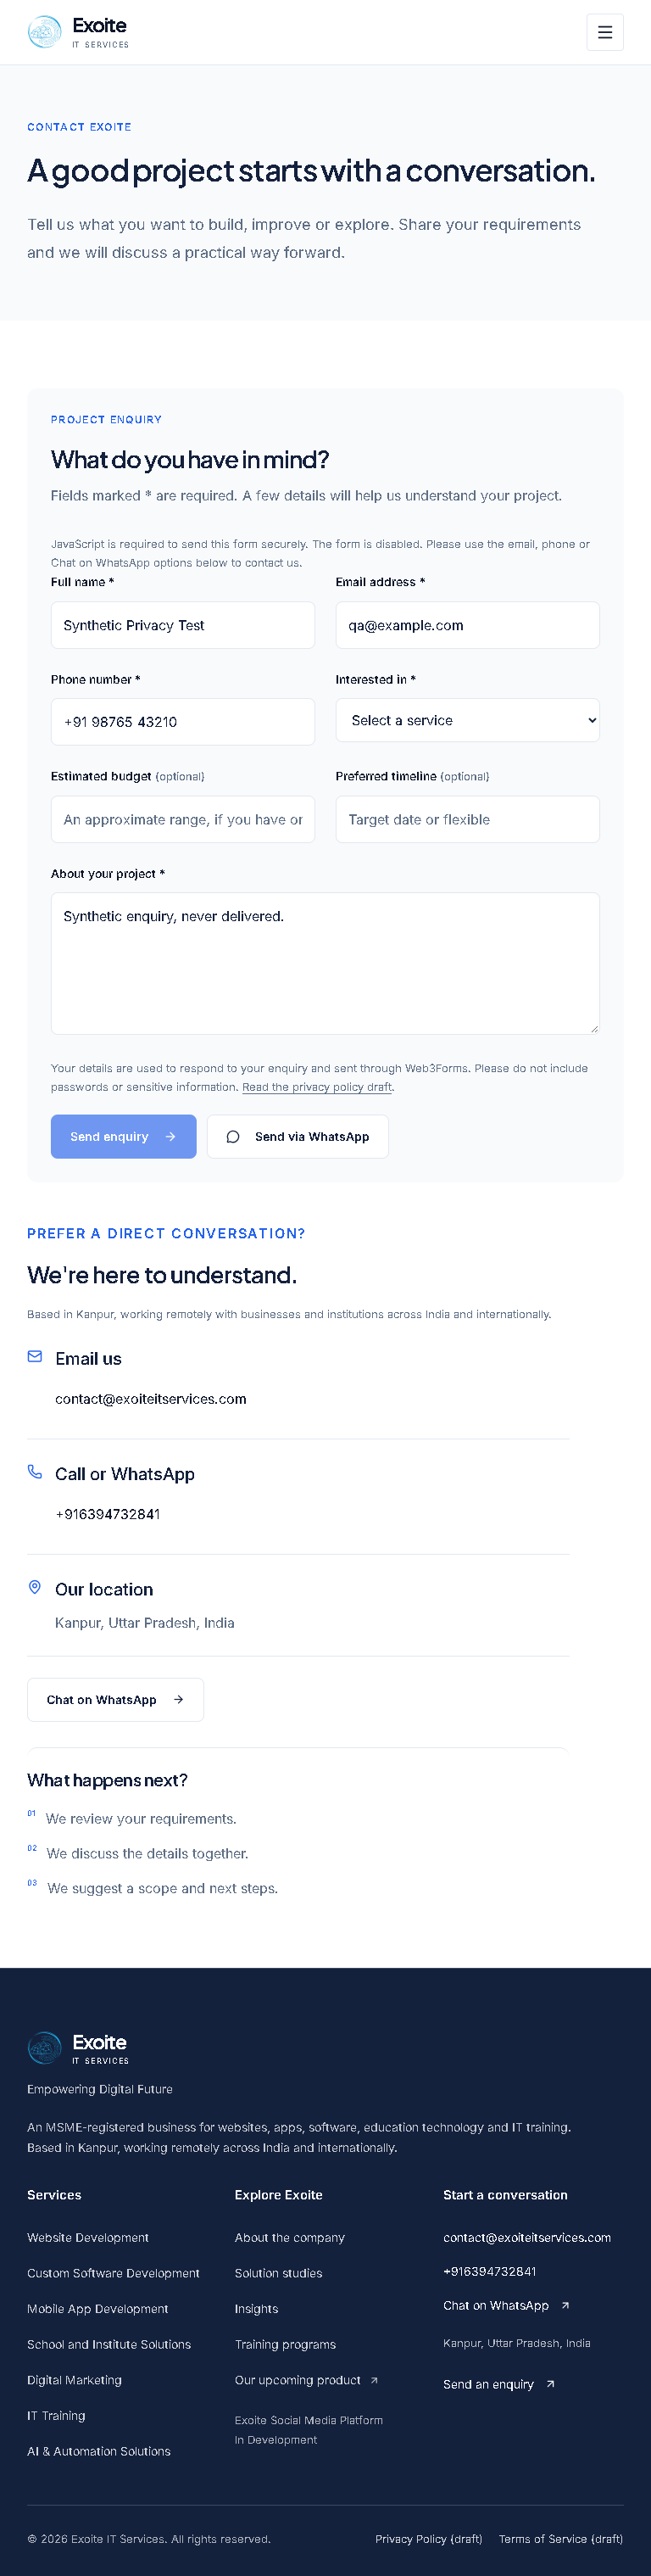 Exoite
IT SERVICES
CONTACT EXOITE
A good project starts with a conversation.
Tell us what you want to build, improve or explore. Share your requirements
and we will discuss a practical way forward.
PROJECT ENQUIRY
What do you have in mind?
Fields marked * are required. A few details will help us understand your project.
JavaScript is required to send this form securely. The form is disabled. Please use the email, phone or
Chat on WhatsApp options below to contact us.
Full name * Email address *
Synthetic Privacy Test qa@example.com
Phone number * Interested in *
+91 98765 43210 Select a service
Estimated budget (optional) Preferred timeline (optional)
An approximate range, if you have or Target date or flexible
About your project *
Synthetic enquiry, never delivered.
Your details are used to respond to your enquiry and sent through Web3Forms. Please do not include
passwords or sensitive information. Read the privacy policy draft.
Send enquiry → Send via WhatsApp
PREFER A DIRECT CONVERSATION?
We're here to understand.
Based in Kanpur, working remotely with businesses and institutions across India and internationally.
Email us
contact@exoiteitservices.com
Call or WhatsApp
+916394732841
Our location
Kanpur, Uttar Pradesh, India
Chat on WhatsApp →
What happens next?
01 We review your requirements.
02 We discuss the details together.
03 We suggest a scope and next steps.
Exoite
IT SERVICES
Empowering Digital Future
An MSME-registered business for websites, apps, software, education technology and IT training.
Based in Kanpur, working remotely across India and internationally.
Services
Website Development
Custom Software Development
Mobile App Development
School and Institute Solutions
Digital Marketing
IT Training
AI & Automation Solutions
Explore Exoite
About the company
Solution studies
Insights
Training programs
Our upcoming product ↗
Exoite Social Media Platform
In Development
Start a conversation
contact@exoiteitservices.com
+916394732841
Chat on WhatsApp ↗
Kanpur, Uttar Pradesh, India
Send an enquiry ↗
© 2026 Exoite IT Services. All rights reserved. Privacy Policy (draft) Terms of Service (draft)